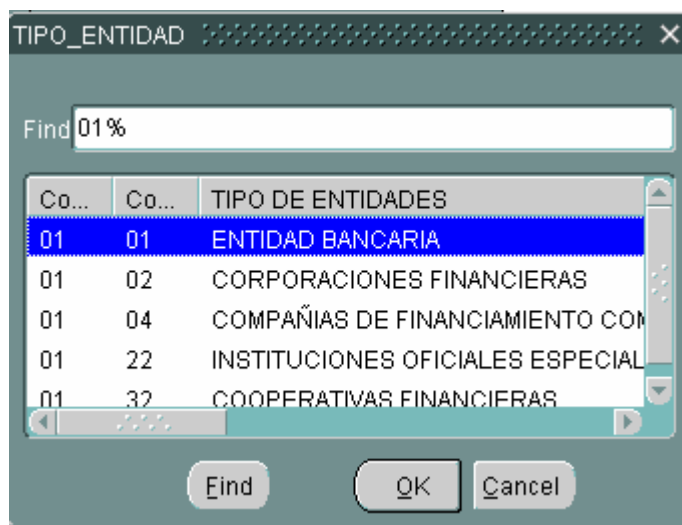 TIPO_ENTIDAD
Find 01%
Co... Co... TIPO DE ENTIDADES
01 01 ENTIDAD BANCARIA
01 02 CORPORACIONES FINANCIERAS
01 04 COMPAÑIAS DE FINANCIAMIENTO COM
01 22 INSTITUCIONES OFICIALES ESPECIAL
01 32 COOPERATIVAS FINANCIERAS
Find OK Cancel